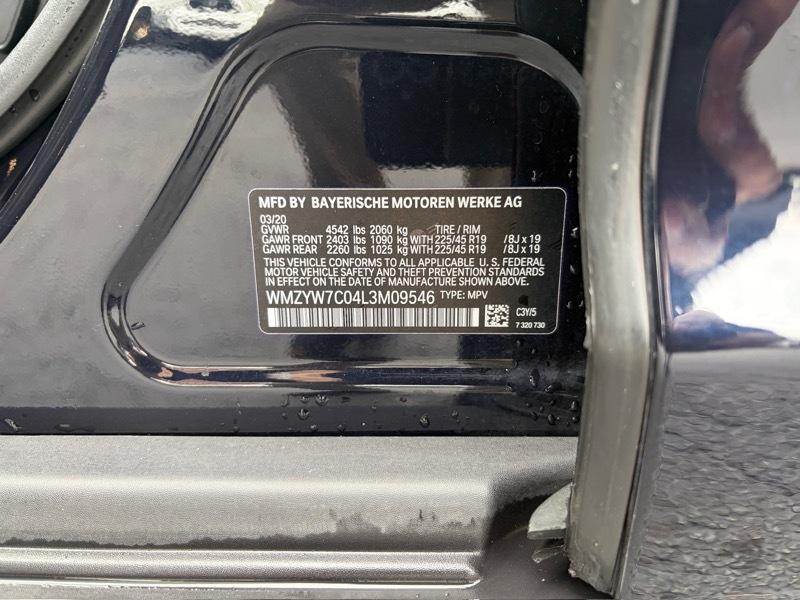 MFD BY BAYERISCHE MOTOREN WERKE AG
03/20
GVWR 4542 lbs 2060 kg TIRE / RIM
GAWR FRONT 2403 lbs 1090 kg WITH 225/45 R19 /8J x 19
GAWR REAR 2260 lbs 1025 kg WITH 225/45 R19 /8J x 19
THIS VEHICLE CONFORMS TO ALL APPLICABLE U. S. FEDERAL
MOTOR VEHICLE SAFETY AND THEFT PREVENTION STANDARDS
IN EFFECT ON THE DATE OF MANUFACTURE SHOWN ABOVE.
WMZYW7C04L3M09546 TYPE: MPV
C3Y/5
7 320 730